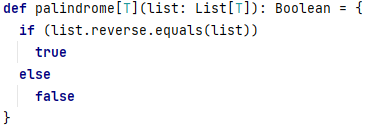 def palindrome[T](list: List[T]): Boolean = {
  if (list.reverse.equals(list))
    true
  else
    false
}